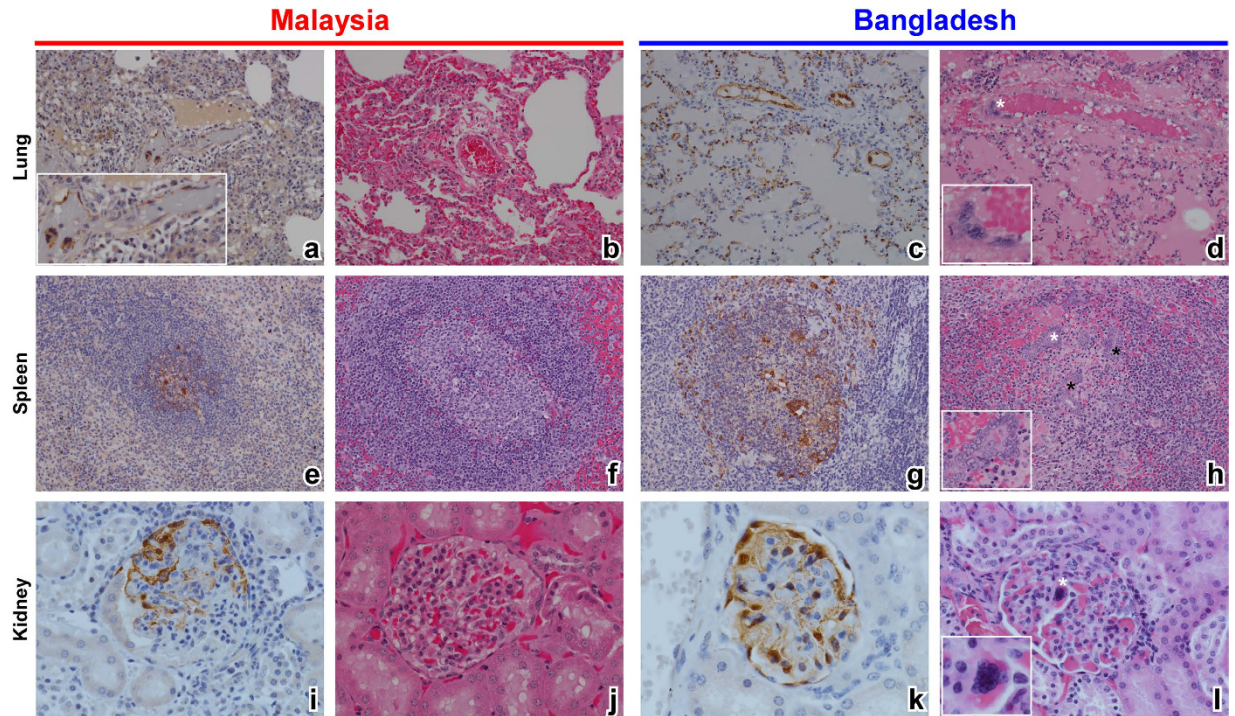 Malaysia Bangladesh
Lung
a b c * d
Spleen
e f g * * * h
Kidney
i j k * l